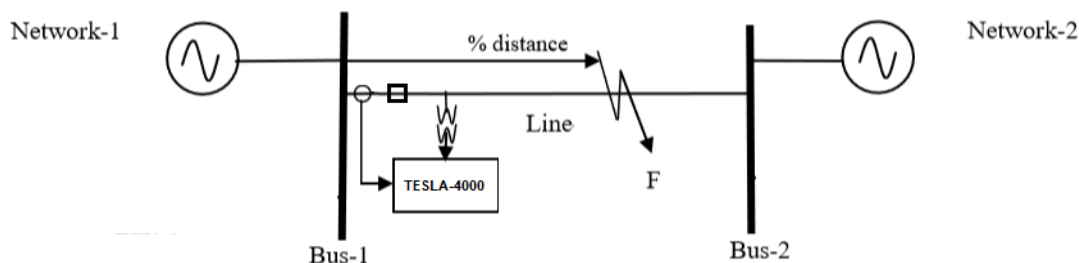 Network-1
Network-2
% distance
Line
TESLA-4000
F
Bus-1
Bus-2